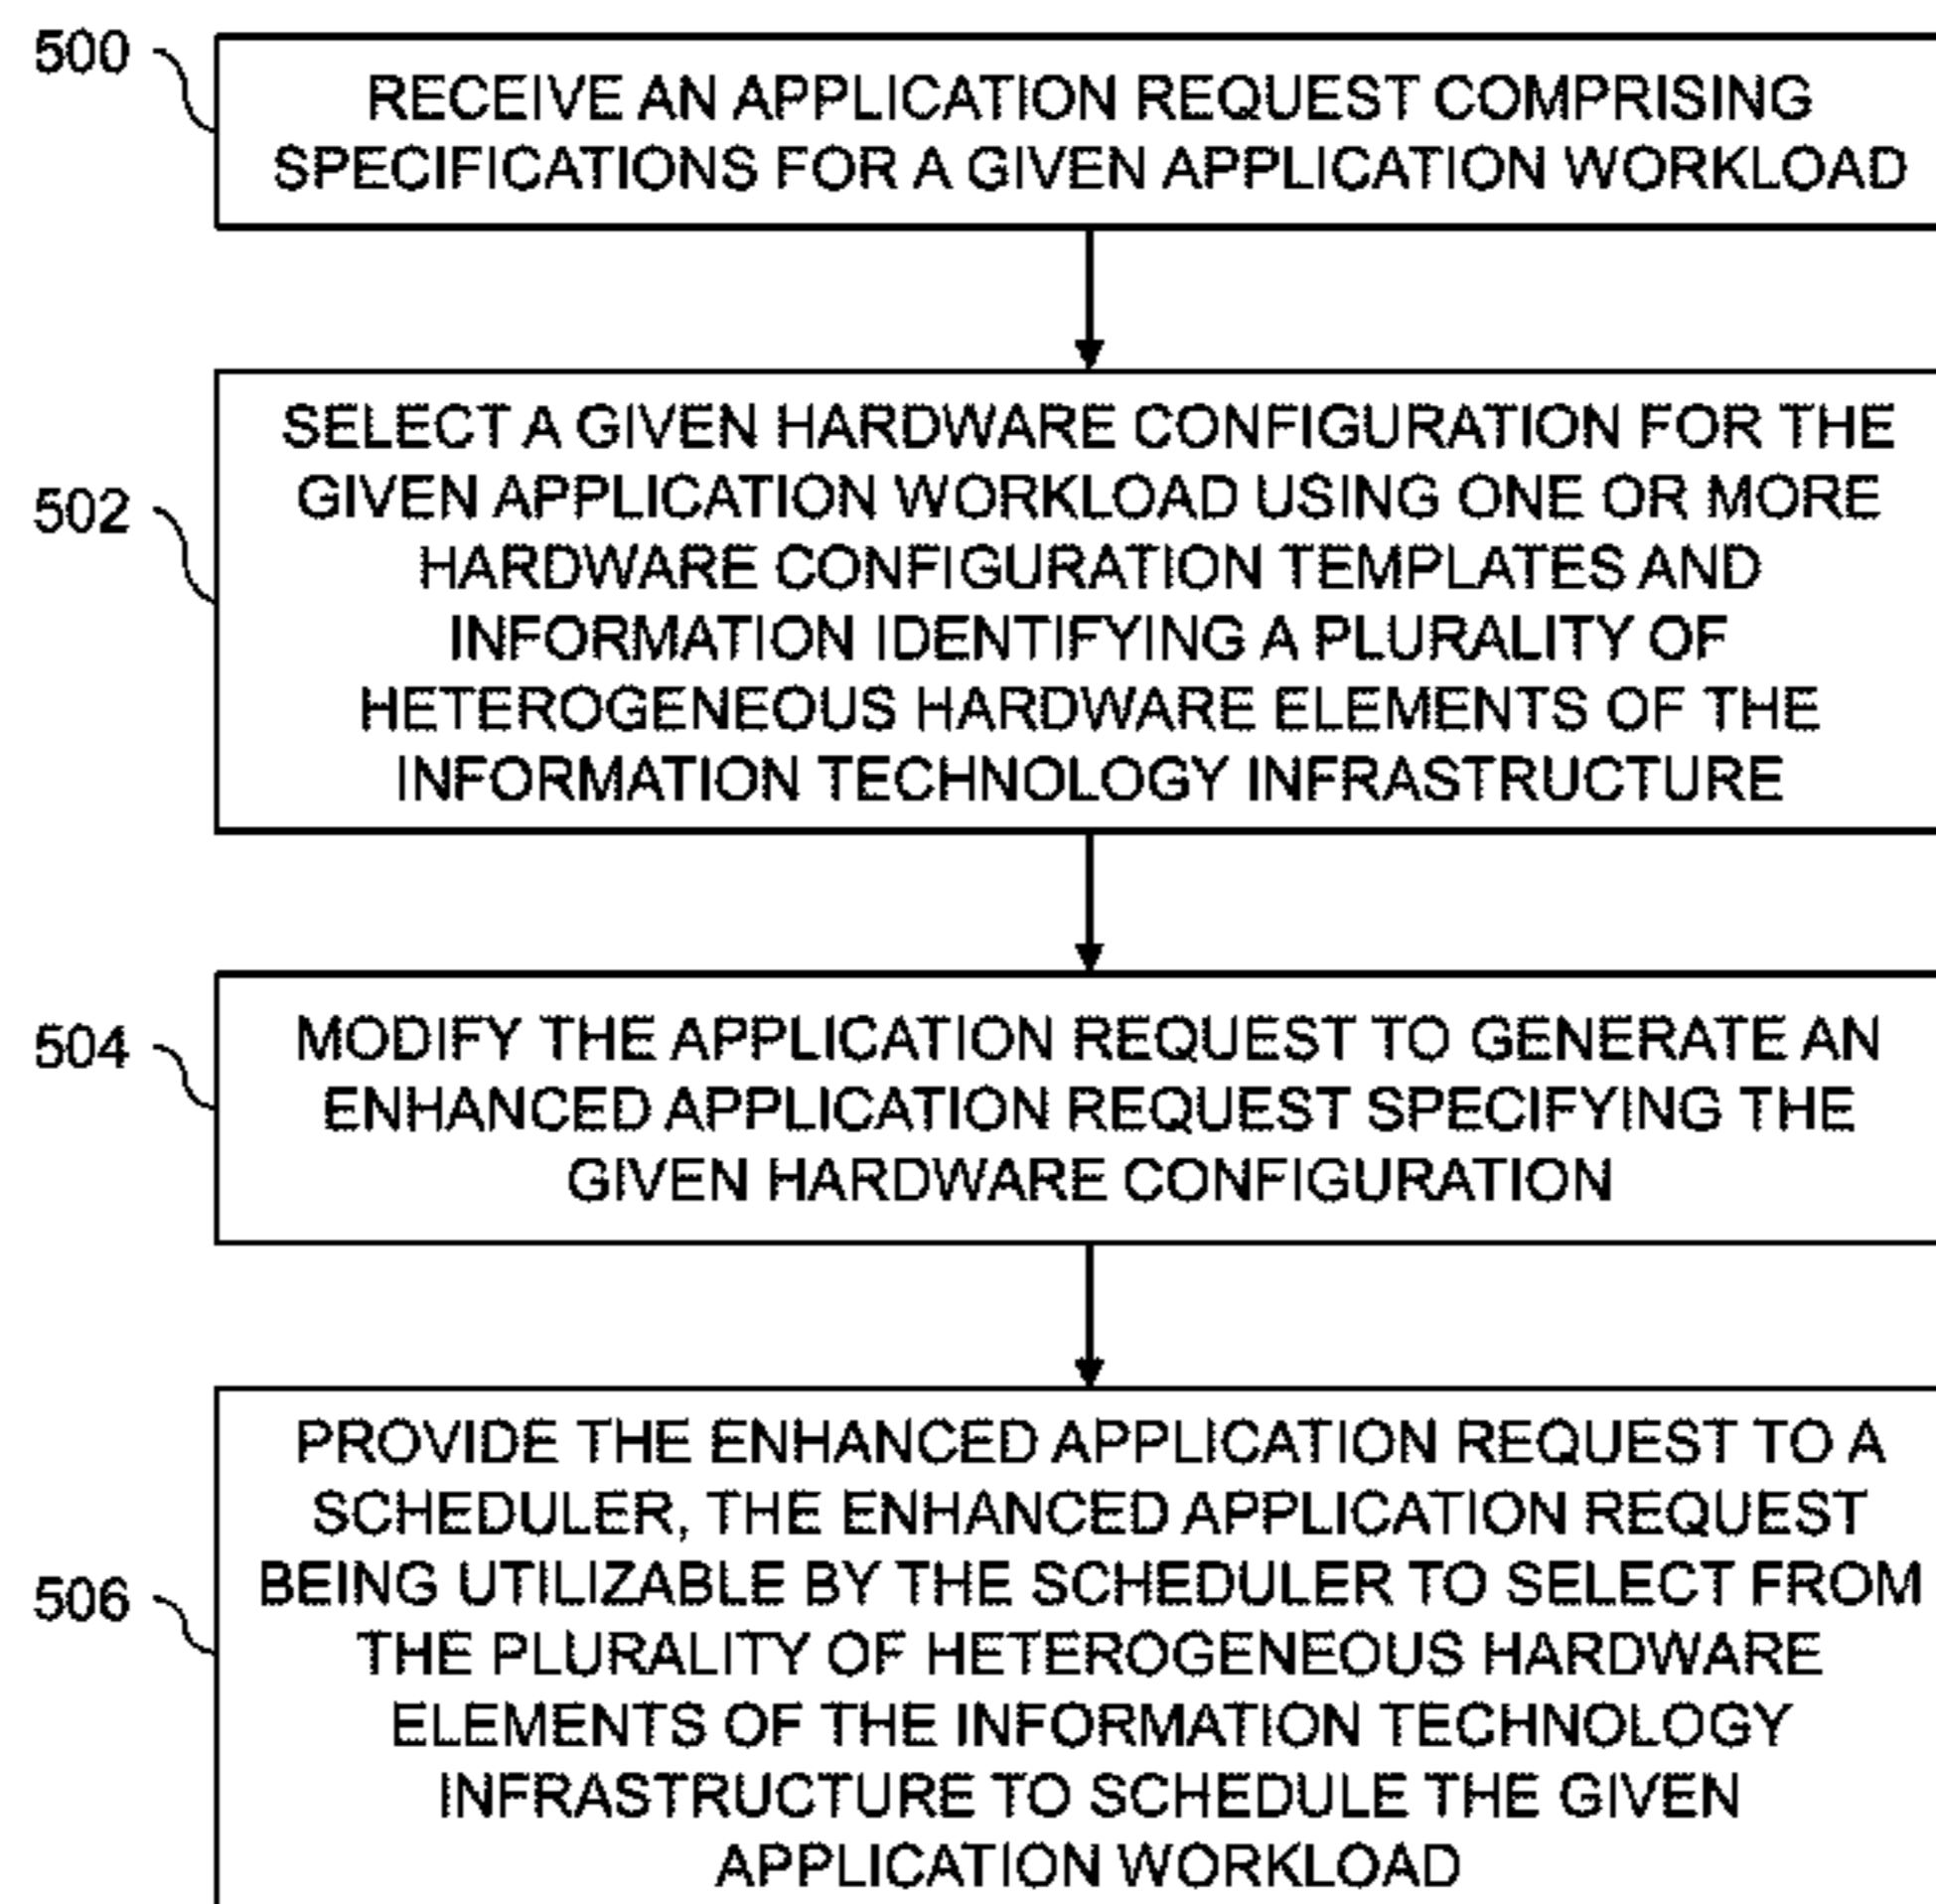 500
RECEIVE AN APPLICATION REQUEST COMPRISING
SPECIFICATIONS FOR A GIVEN APPLICATION WORKLOAD
502
SELECT A GIVEN HARDWARE CONFIGURATION FOR THE
GIVEN APPLICATION WORKLOAD USING ONE OR MORE
HARDWARE CONFIGURATION TEMPLATES AND
INFORMATION IDENTIFYING A PLURALITY OF
HETEROGENEOUS HARDWARE ELEMENTS OF THE
INFORMATION TECHNOLOGY INFRASTRUCTURE
504
MODIFY THE APPLICATION REQUEST TO GENERATE AN
ENHANCED APPLICATION REQUEST SPECIFYING THE
GIVEN HARDWARE CONFIGURATION
506
PROVIDE THE ENHANCED APPLICATION REQUEST TO A
SCHEDULER, THE ENHANCED APPLICATION REQUEST
BEING UTILIZABLE BY THE SCHEDULER TO SELECT FROM
THE PLURALITY OF HETEROGENEOUS HARDWARE
ELEMENTS OF THE INFORMATION TECHNOLOGY
INFRASTRUCTURE TO SCHEDULE THE GIVEN
APPLICATION WORKLOAD